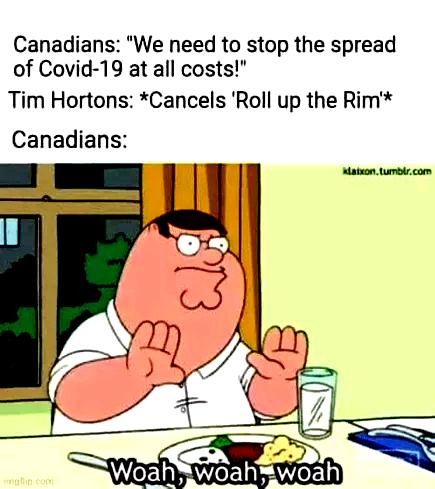 Canadians: "We need to stop the spread
of Covid-19 at all costs!"
Tim Hortons: *Cancels 'Roll up the Rim'*
Canadians:
klaixon.tumblr.com
Woah, woah, woah
imgflip.com